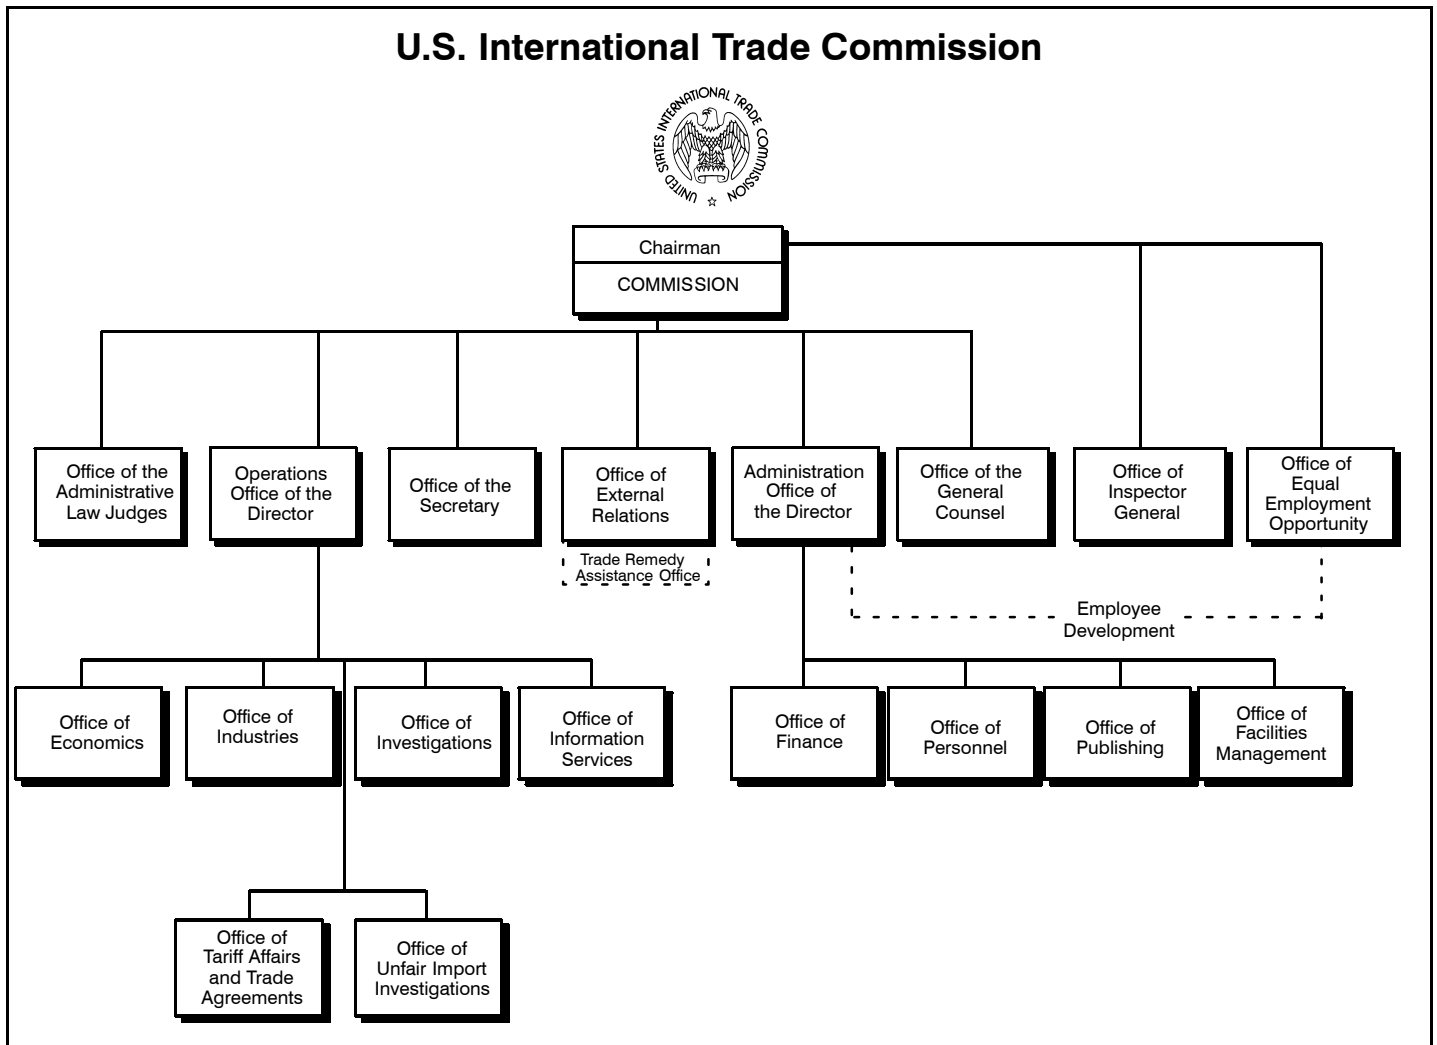 U.S. International Trade Commission
UNITED STATES INTERNATIONAL TRADE COMMISSION
Chairman
COMMISSION
Office of the
Administrative
Law Judges
Operations
Office of the
Director
Office of the
Secretary
Office of
External
Relations
Administration
Office of
the Director
Office of the
General
Counsel
Office of
Inspector
General
Office of
Equal
Employment
Opportunity
Trade Remedy
Assistance Office
Employee
Development
Office of
Economics
Office of
Industries
Office of
Investigations
Office of
Information
Services
Office of
Finance
Office of
Personnel
Office of
Publishing
Office of
Facilities
Management
Office of
Tariff Affairs
and Trade
Agreements
Office of
Unfair Import
Investigations